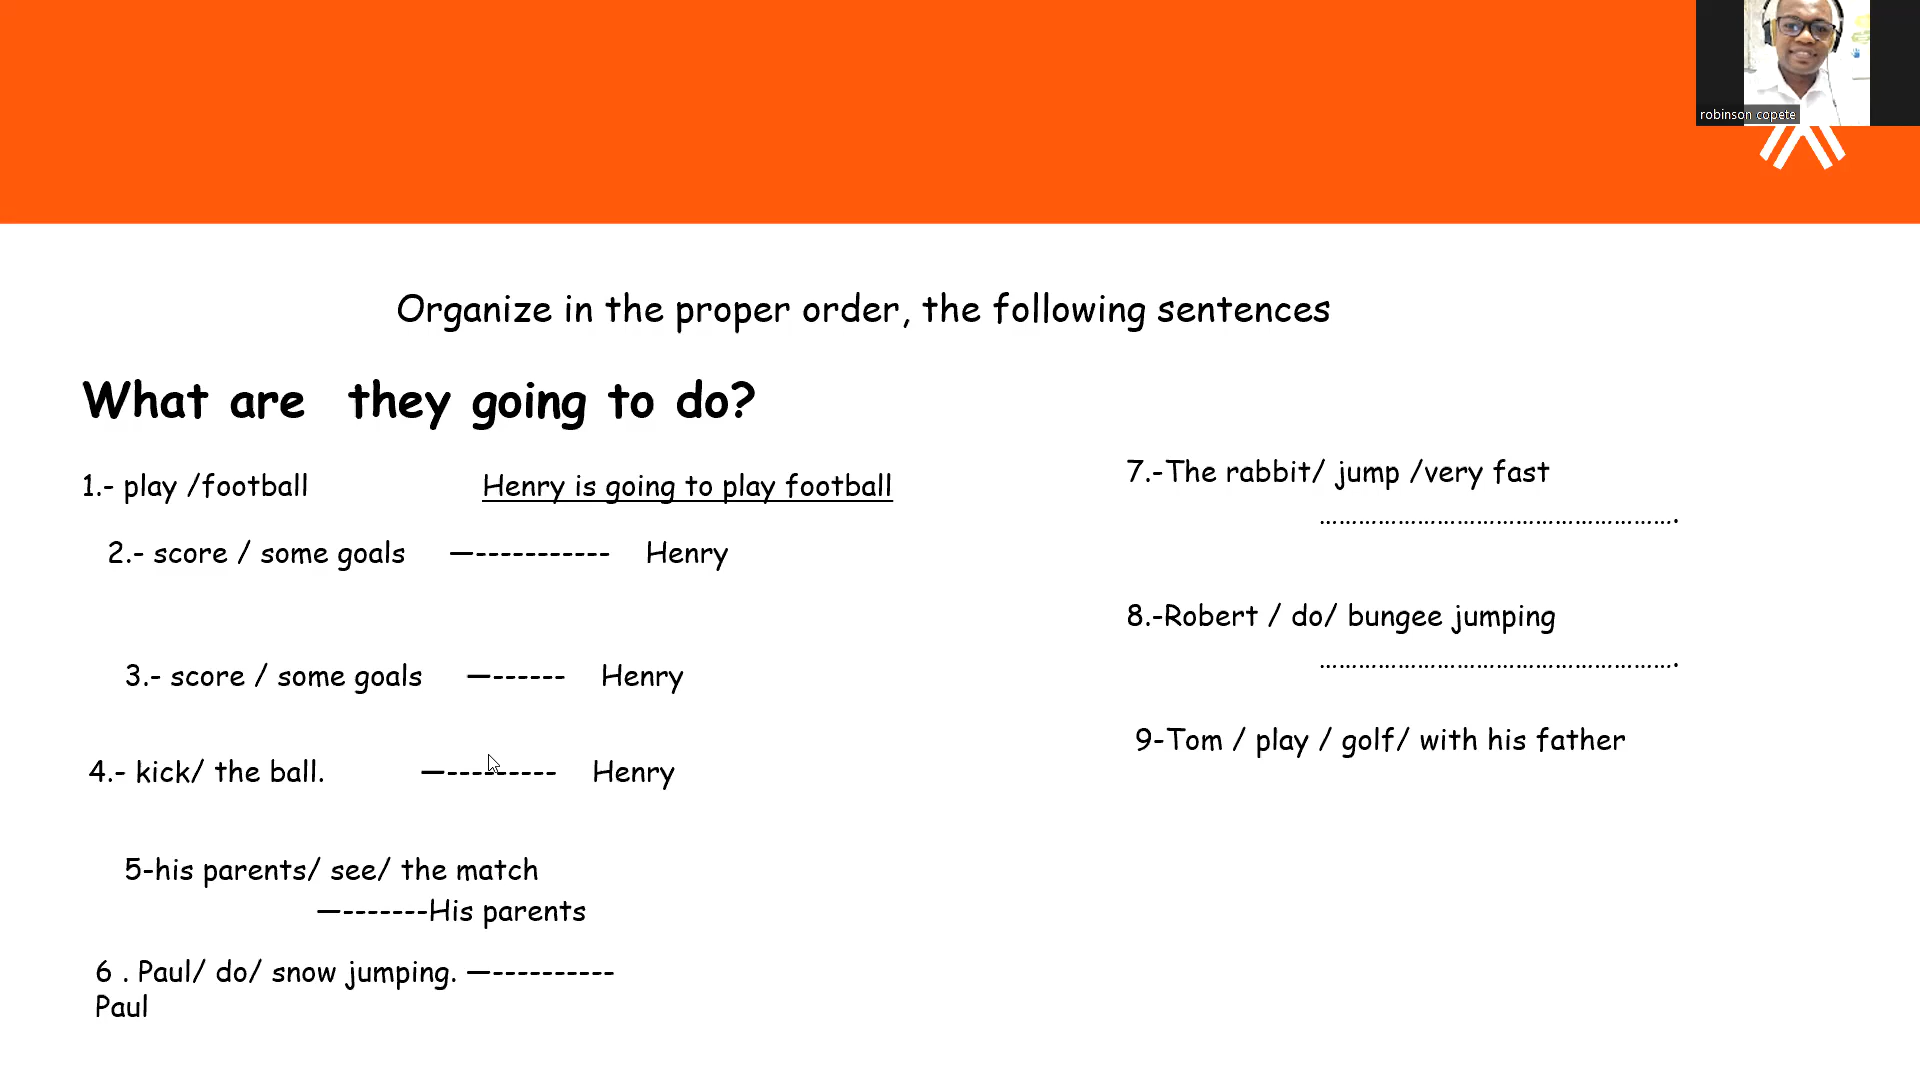 robinson copete
Organize in the proper order, the following sentences
What are they going to do?
1.- play /football Henry is going to play football
2.- score / some goals —----------- Henry
3.- score / some goals —------ Henry
4.- kick/ the ball. —--------- Henry
5-his parents/ see/ the match
—-------His parents
6 . Paul/ do/ snow jumping. —----------
Paul
7.-The rabbit/ jump /very fast
……………………………………………….
8.-Robert / do/ bungee jumping
……………………………………………….
9-Tom / play / golf/ with his father